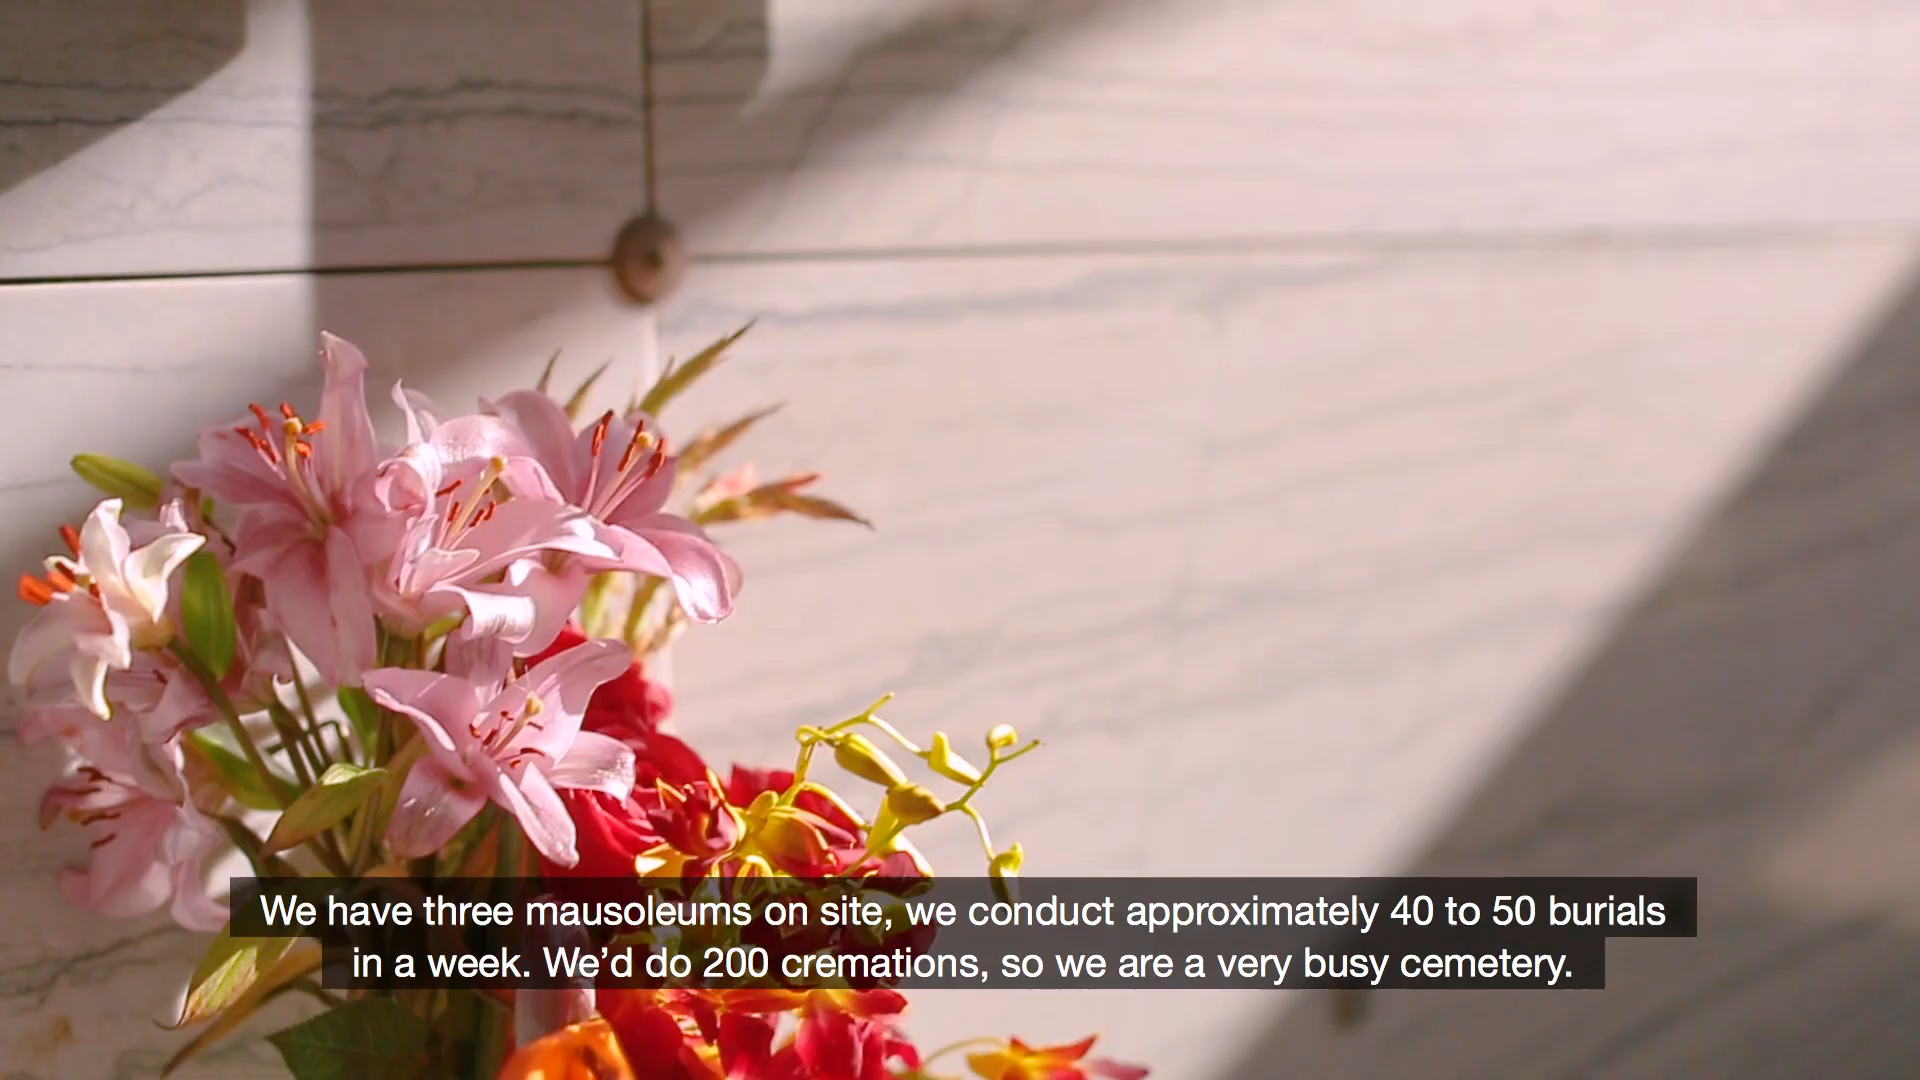 We have three mausoleums on site, we conduct approximately 40 to 50 burials
in a week. We’d do 200 cremations, so we are a very busy cemetery.